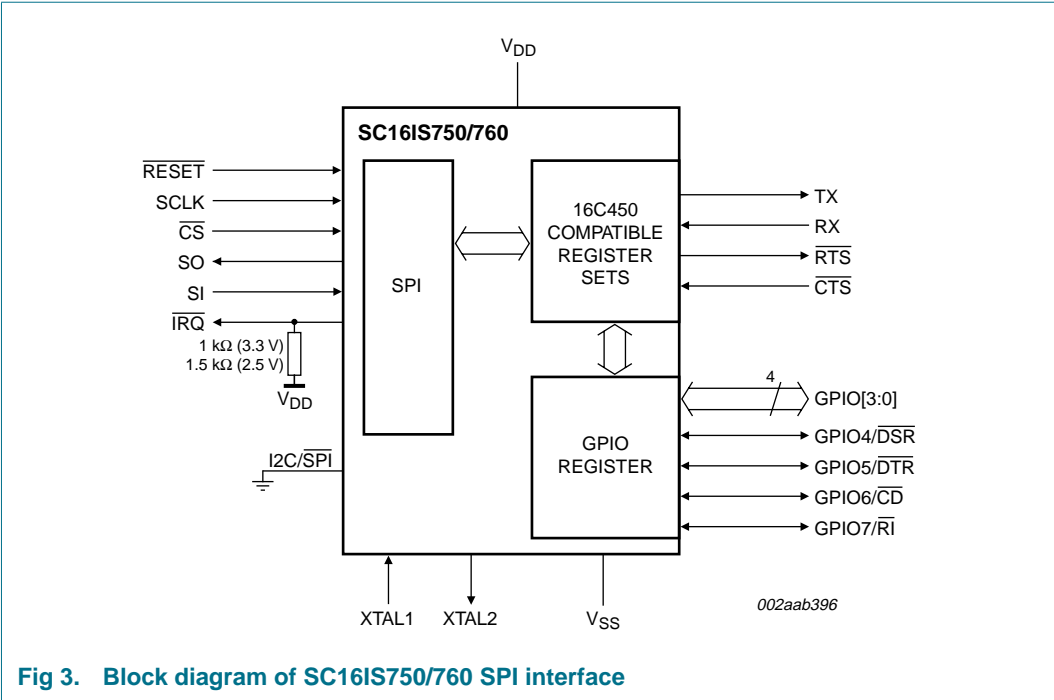 VDD
SC16IS750/760
RESET
SCLK
CS
SO
SI
IRQ
1 kΩ (3.3 V)
1.5 kΩ (2.5 V)
VDD
I2C/SPI
SPI
16C450
COMPATIBLE
REGISTER
SETS
TX
RX
RTS
CTS
GPIO
REGISTER
4
GPIO[3:0]
GPIO4/DSR
GPIO5/DTR
GPIO6/CD
GPIO7/RI
XTAL1
XTAL2
VSS
002aab396
Fig 3. Block diagram of SC16IS750/760 SPI interface